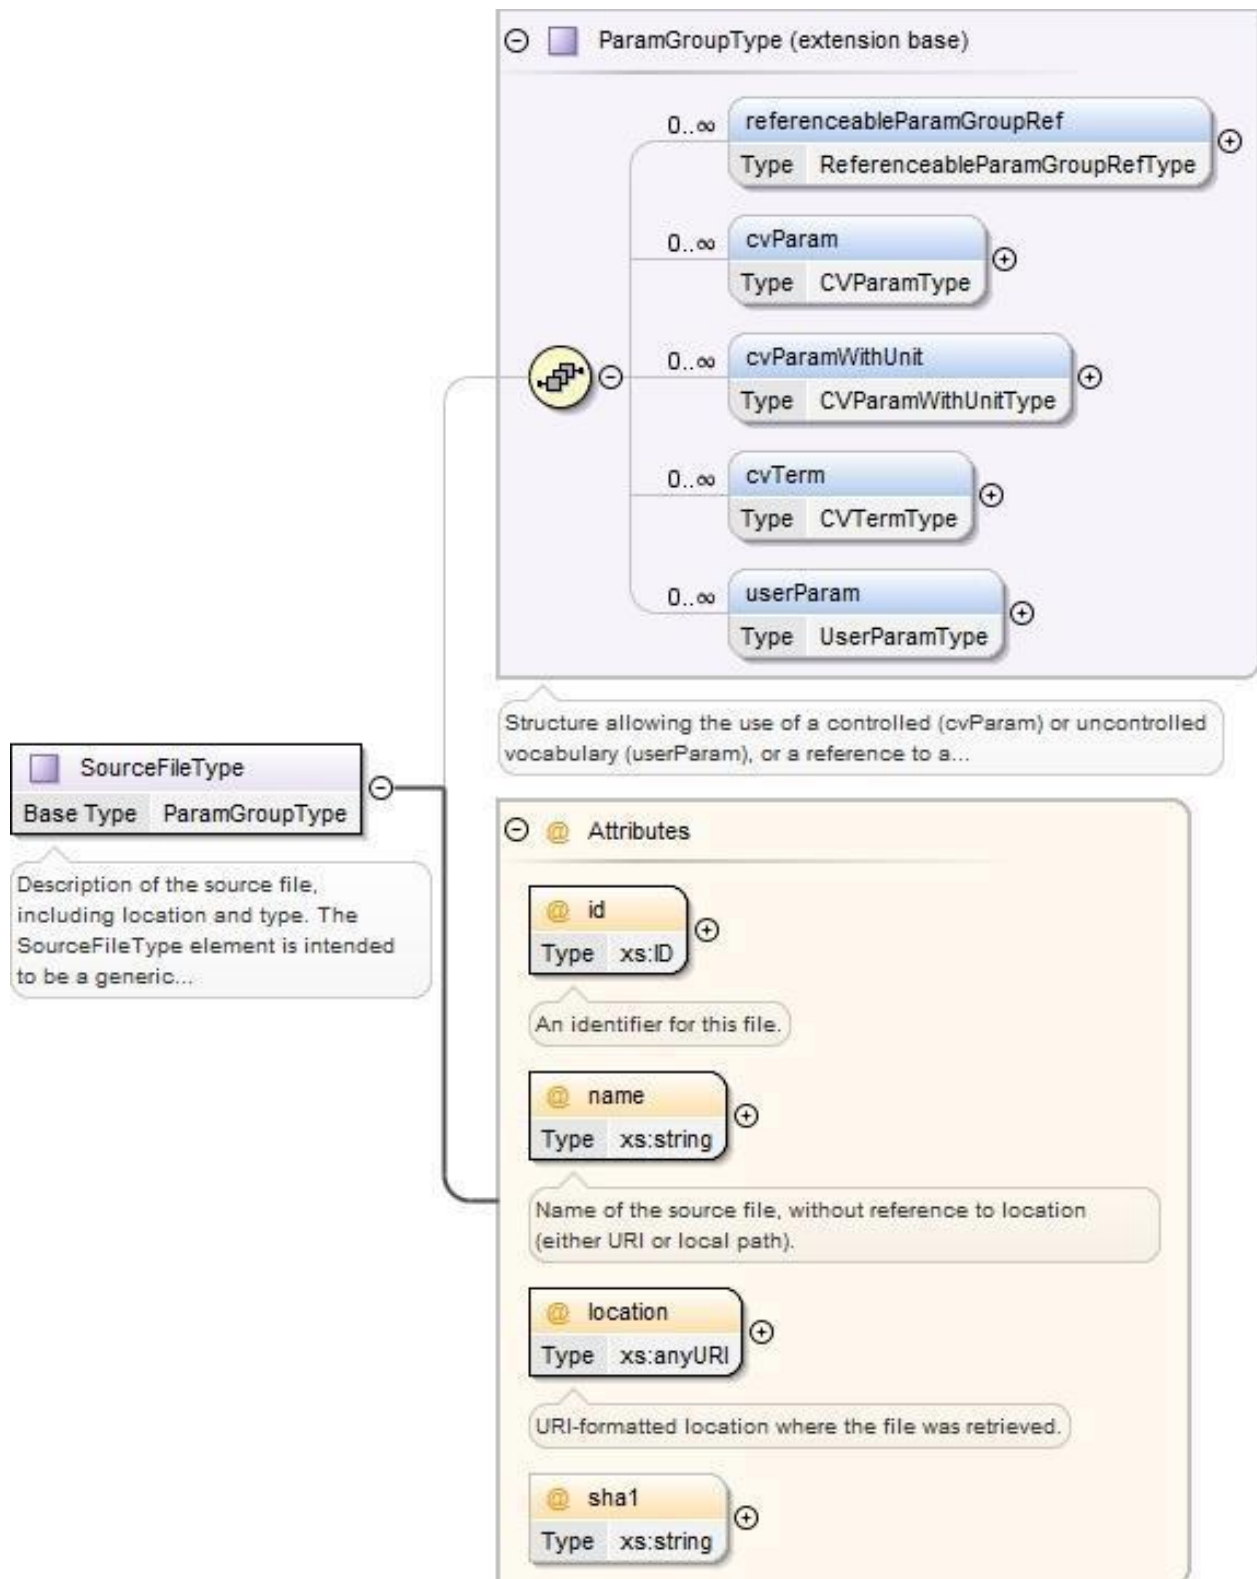 ParamGroupType (extension base)
0..∞ referenceableParamGroupRef
Type ReferenceableParamGroupRefType
0..∞ cvParam
Type CVParamType
0..∞ cvParamWithUnit
Type CVParamWithUnitType
0..∞ cvTerm
Type CVTermType
0..∞ userParam
Type UserParamType
Structure allowing the use of a controlled (cvParam) or uncontrolled
vocabulary (userParam), or a reference to a...
SourceFileType
Base Type ParamGroupType
Description of the source file,
including location and type. The
SourceFileType element is intended
to be a generic...
@ Attributes
@ id
Type xs:ID
An identifier for this file.
@ name
Type xs:string
Name of the source file, without reference to location
(either URI or local path).
@ location
Type xs:anyURI
URI-formatted location where the file was retrieved.
@ sha1
Type xs:string